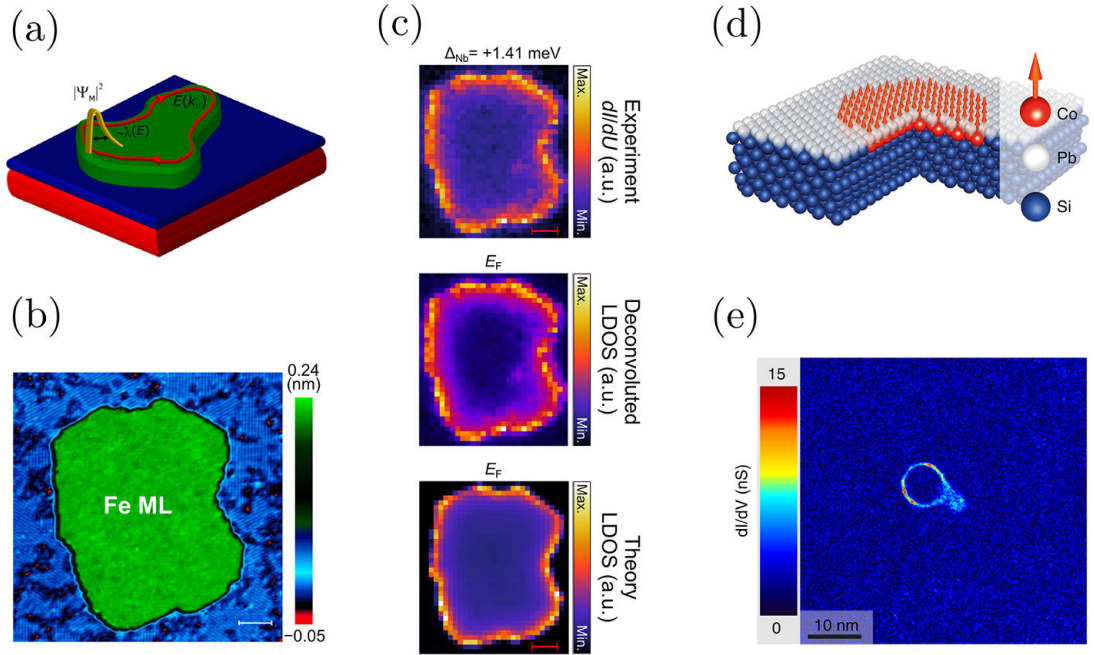 (a)
|Ψ_M|²
E(k_||)
~λ(E)
(b)
0.24
(nm)
Fe ML
−0.05
(c)
Δ_Nb= +1.41 meV
Max.
Min.
Experiment
dI/dU (a.u.)
E_F
Max.
Min.
Deconvoluted
LDOS (a.u.)
E_F
Max.
Min.
Theory
LDOS (a.u.)
(d)
Co
Pb
Si
(e)
15
dI/dV (nS)
0
10 nm